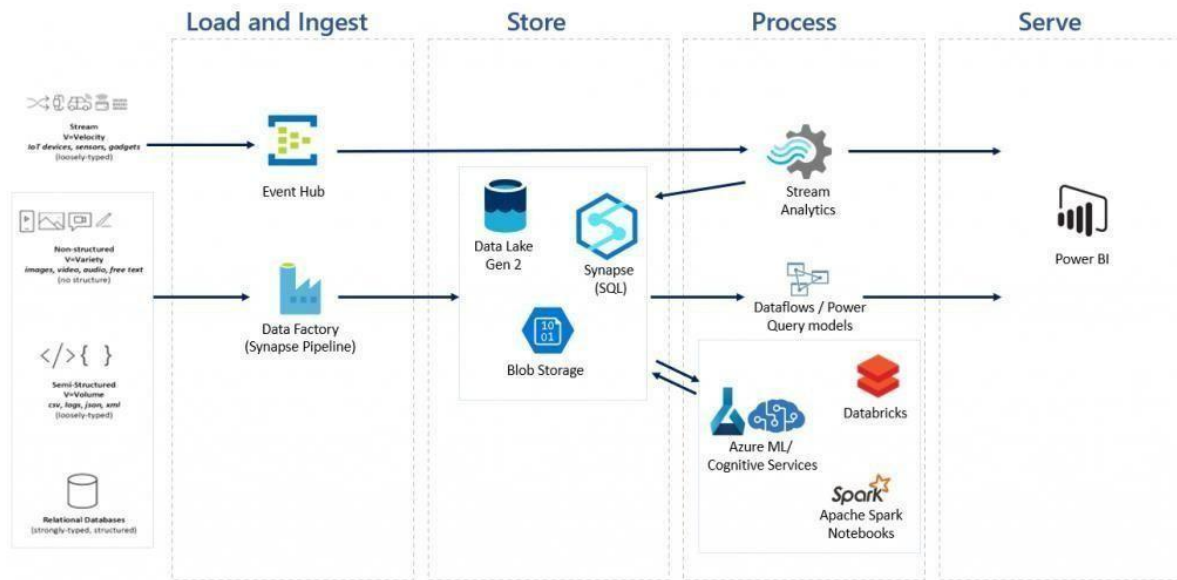 Load and Ingest
Store
Process
Serve
Stream
V=Velocity
IoT devices, sensors, gadgets
(loosely-typed)
Event Hub
Stream
Analytics
Non-structured
V=Variety
images, video, audio, free text
(no structure)
Data Lake
Gen 2
Synapse
(SQL)
Power BI
Data Factory
(Synapse Pipeline)
Dataflows / Power
Query models
10
01
Blob Storage
</> { }
Semi-Structured
V=Volume
csv, logs, json, xml
(loosely-typed)
Databricks
Azure ML/
Cognitive Services
Relational Databases
(strongly-typed, structured)
Spark
Apache Spark
Notebooks